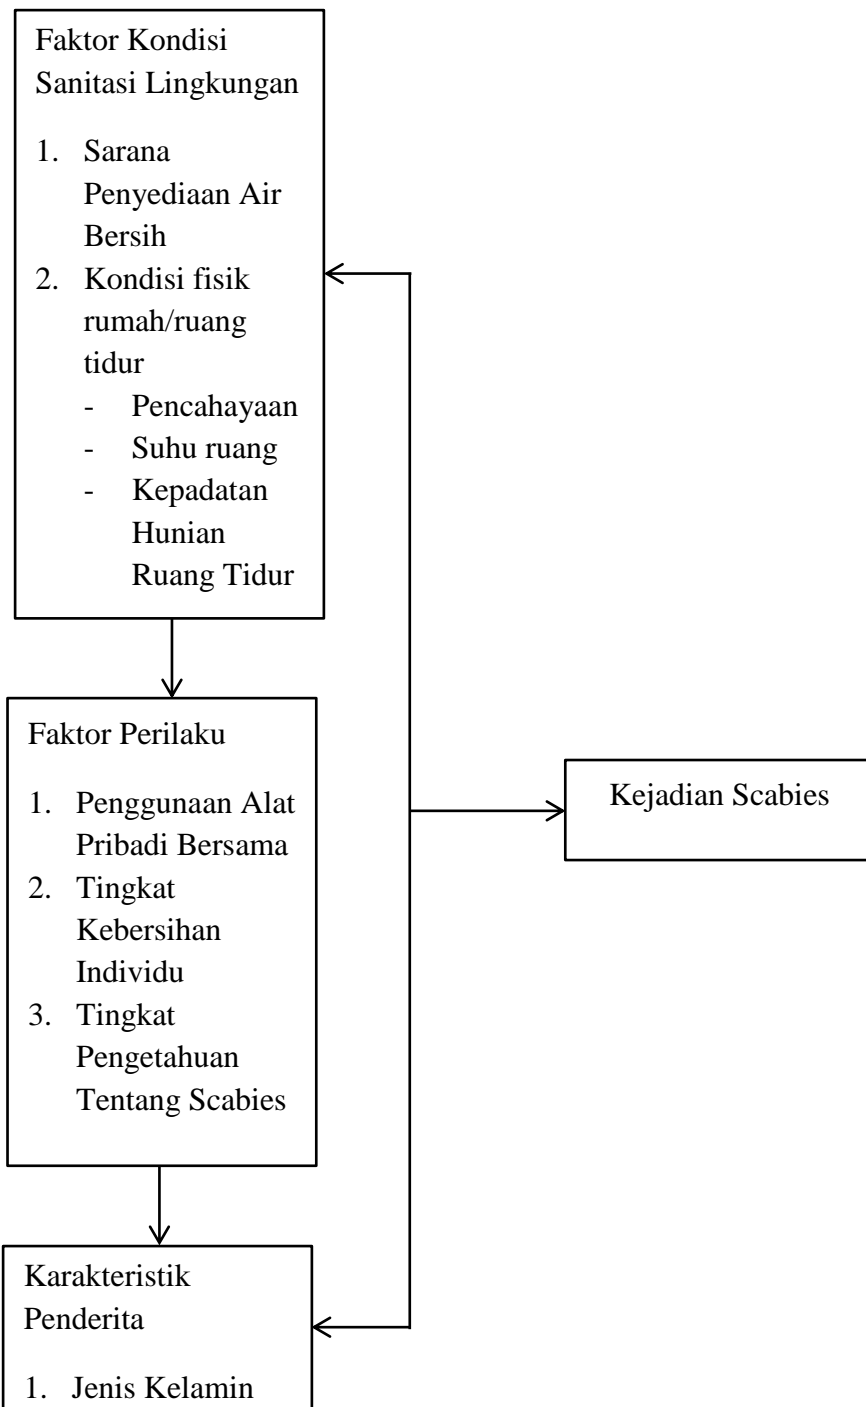 Faktor Kondisi
Sanitasi Lingkungan
1. Sarana
Penyediaan Air
Bersih
2. Kondisi fisik
rumah/ruang
tidur
- Pencahayaan
- Suhu ruang
- Kepadatan
Hunian
Ruang Tidur
Faktor Perilaku
1. Penggunaan Alat
Pribadi Bersama
2. Tingkat
Kebersihan
Individu
3. Tingkat
Pengetahuan
Tentang Scabies
Kejadian Scabies
Karakteristik
Penderita
1. Jenis Kelamin